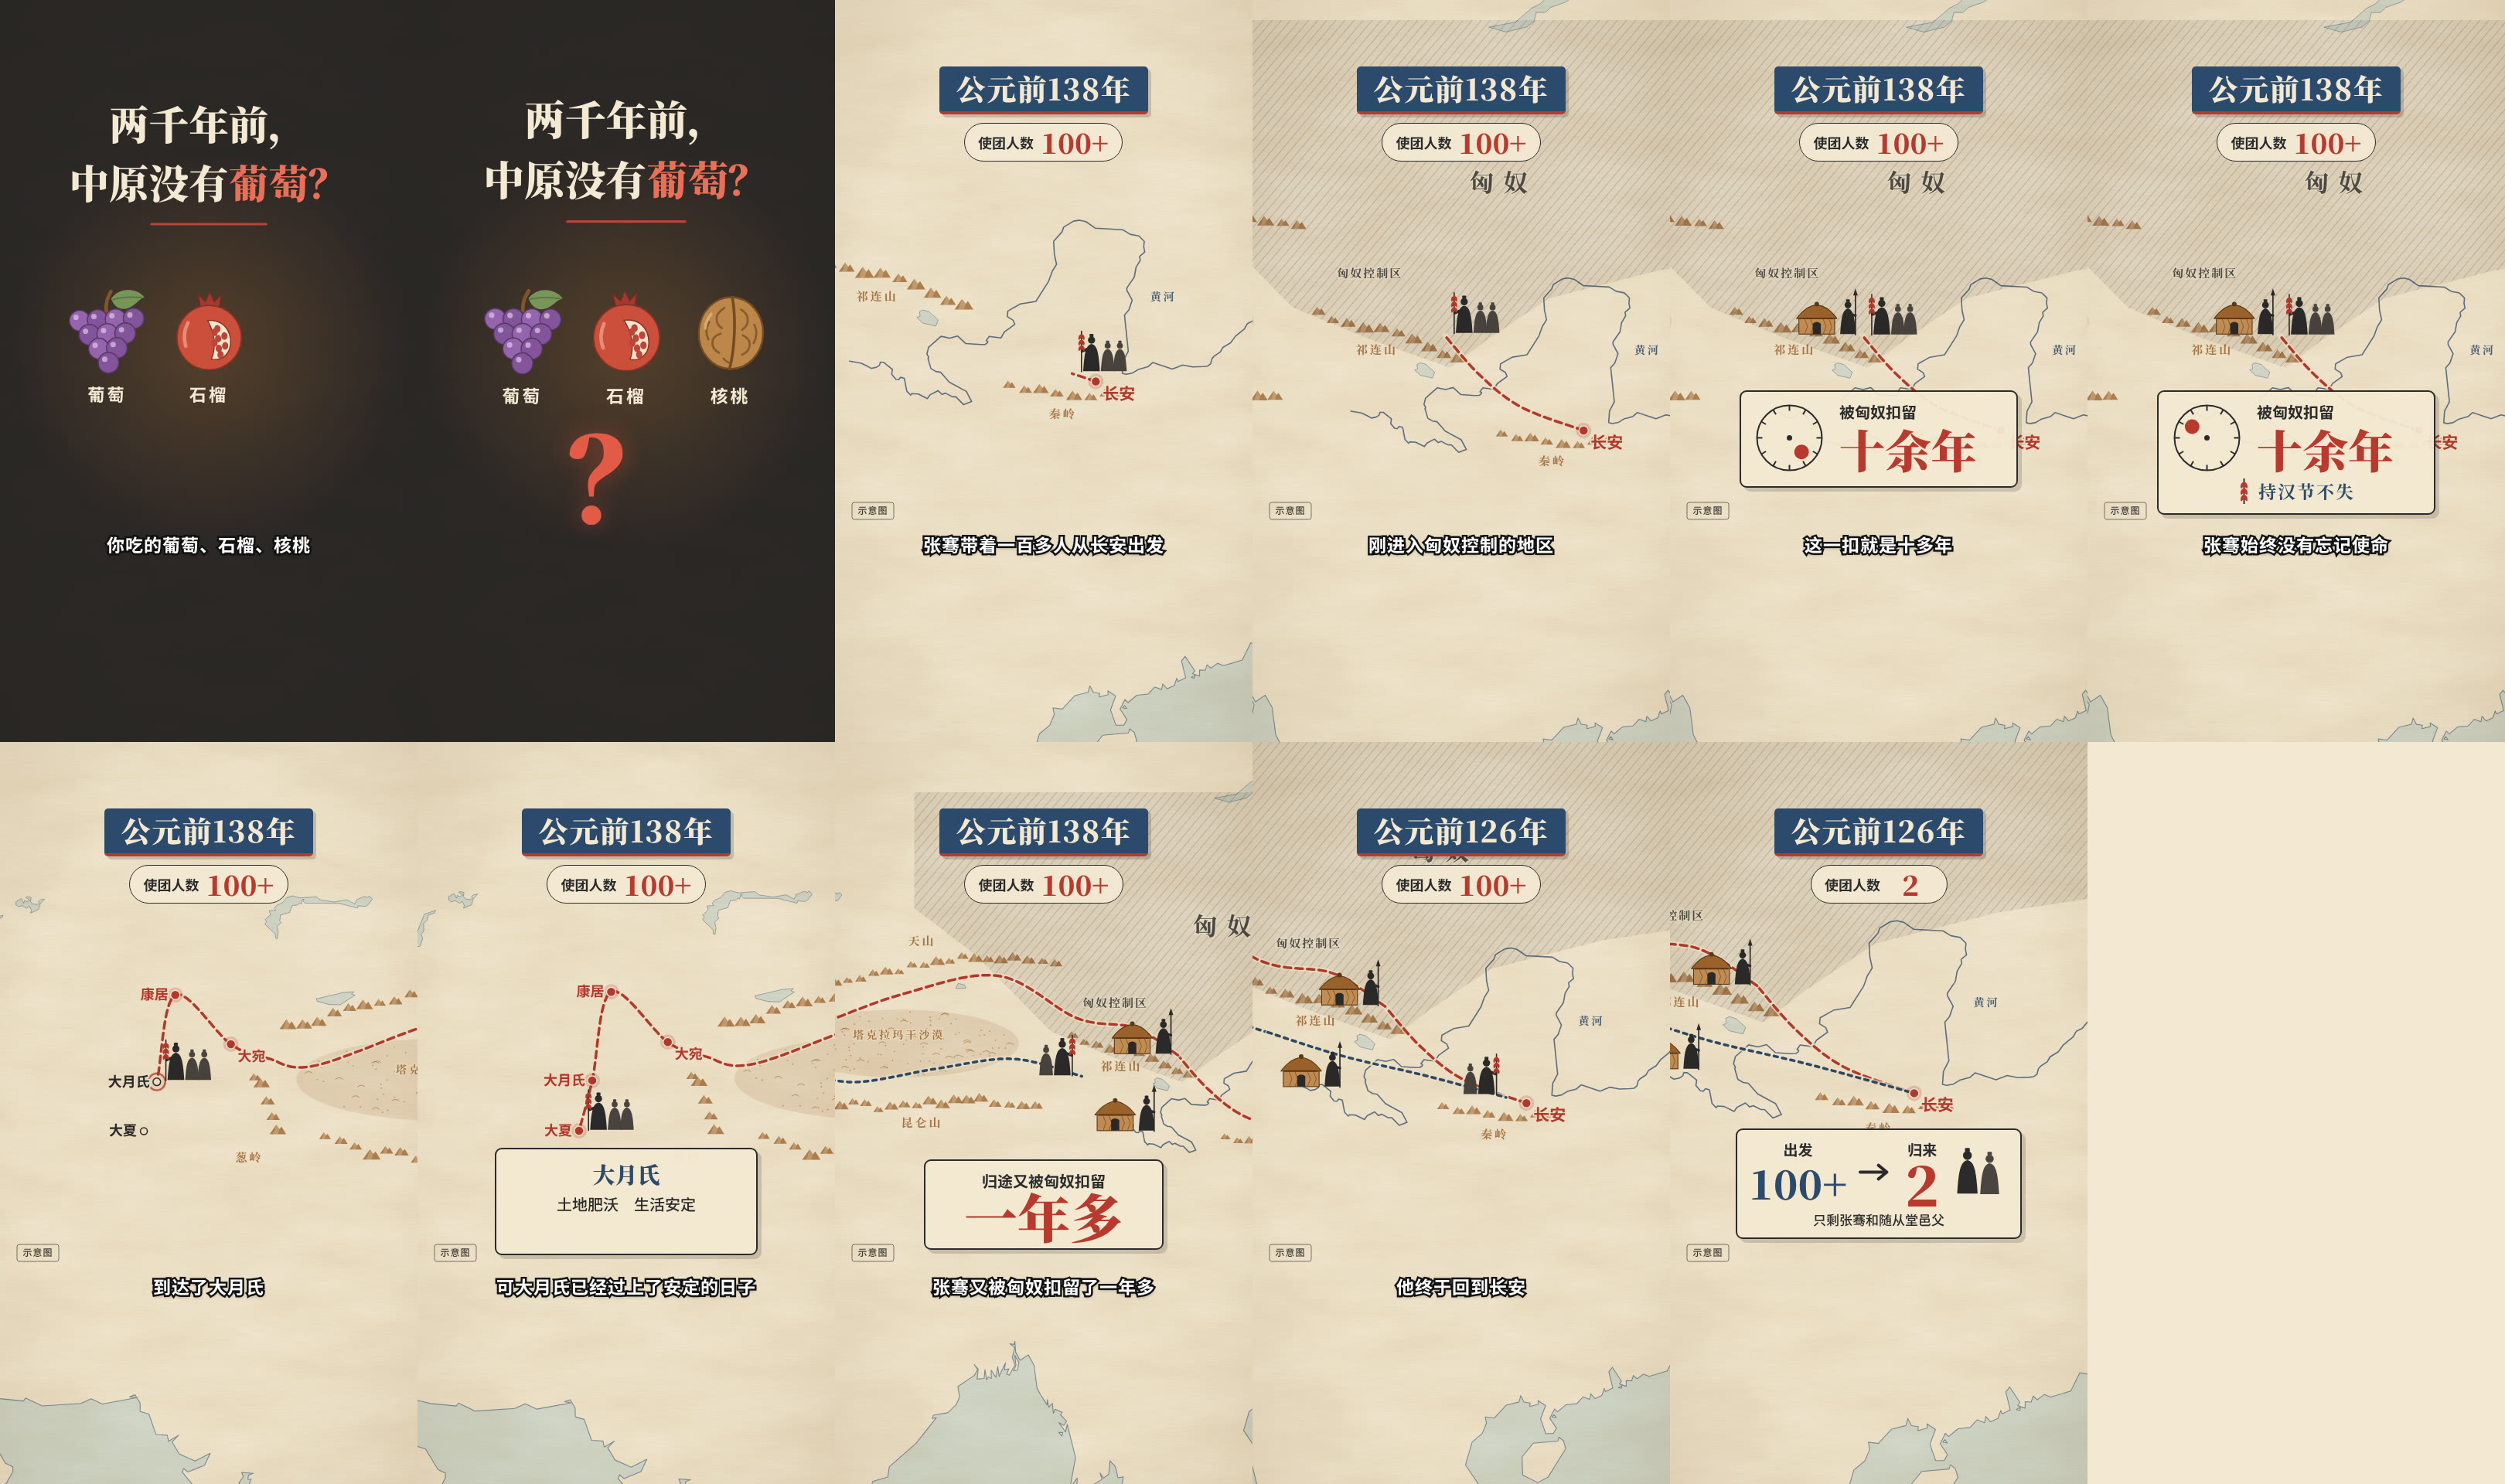 两千年前，
中原没有葡萄？
葡萄
石榴
你吃的葡萄、石榴、核桃
两千年前，
中原没有葡萄？
葡萄
石榴
核桃
？
公元前138年
使团人数 100+
祁连山
黄河
长安
秦岭
示意图
张骞带着一百多人从长安出发
公元前138年
使团人数 100+
匈奴
匈奴控制区
祁连山
黄河
长安
秦岭
示意图
刚进入匈奴控制的地区
公元前138年
使团人数 100+
匈奴
匈奴控制区
祁连山
黄河
被匈奴扣留
十余年
长安
示意图
这一扣就是十多年
公元前138年
使团人数 100+
匈奴
匈奴控制区
祁连山
黄河
被匈奴扣留
十余年
长安
持汉节不失
示意图
张骞始终没有忘记使命
公元前138年
使团人数 100+
康居
大宛
塔克
大月氏
大夏
葱岭
示意图
到达了大月氏
公元前138年
使团人数 100+
康居
大宛
大月氏
大夏
大月氏
土地肥沃 生活安定
示意图
可大月氏已经过上了安定的日子
公元前138年
使团人数 100+
匈奴
天山
匈奴控制区
塔克拉玛干沙漠
祁连山
昆仑山
归途又被匈奴扣留
一年多
示意图
张骞又被匈奴扣留了一年多
公元前126年
匈奴
使团人数 100+
匈奴控制区
祁连山
黄河
长安
秦岭
示意图
他终于回到长安
公元前126年
使团人数 2
控制区
连山
黄河
长安
秦岭
出发
100+
→
归来
2
只剩张骞和随从堂邑父
示意图